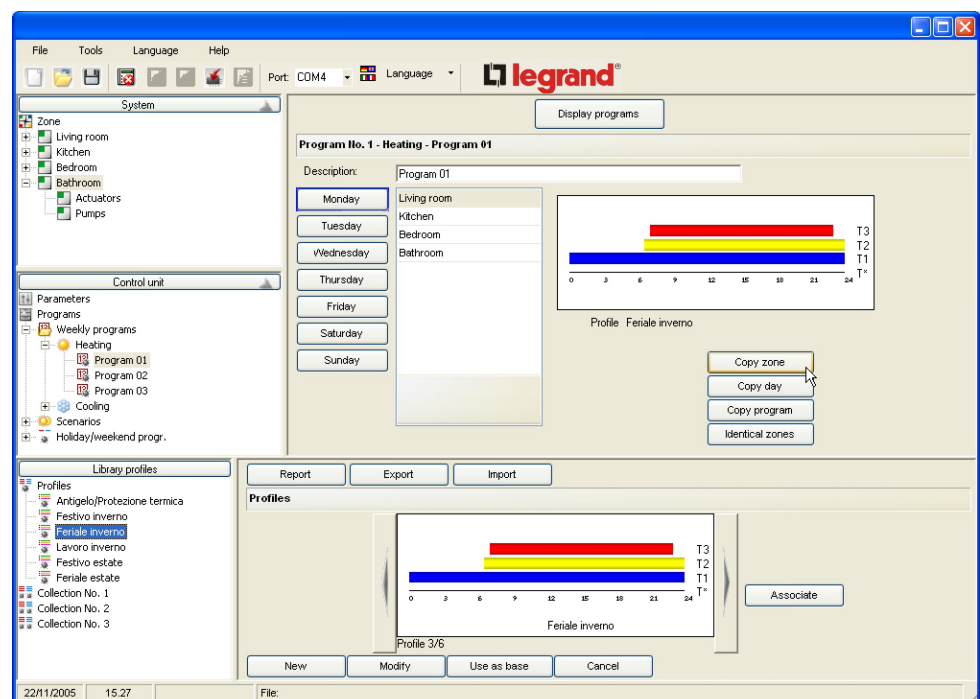 File Tools Language Help
Port: COM4 Language legrand®
System
Zone
Living room
Kitchen
Bedroom
Bathroom
Actuators
Pumps
Control unit
Parameters
Programs
Weekly programs
Heating
Program 01
Program 02
Program 03
Cooling
Scenarios
Holiday/weekend progr.
Display programs
Program No. 1 - Heating - Program 01
Description: Program 01
Monday
Tuesday
Wednesday
Thursday
Friday
Saturday
Sunday
Living room
Kitchen
Bedroom
Bathroom
T3
T2
T1
T*
0 3 6 9 12 15 18 21 24
Profile Feriale inverno
Copy zone
Copy day
Copy program
Identical zones
Library profiles
Profiles
Antigelo/Protezione termica
Festivo inverno
Feriale inverno
Lavoro inverno
Festivo estate
Feriale estate
Collection No. 1
Collection No. 2
Collection No. 3
Report Export Import
Profiles
T3
T2
T1
T*
0 3 6 9 12 15 18 21 24
Feriale inverno
Profile 3/6
Associate
New Modify Use as base Cancel
22/11/2005 15.27 File: